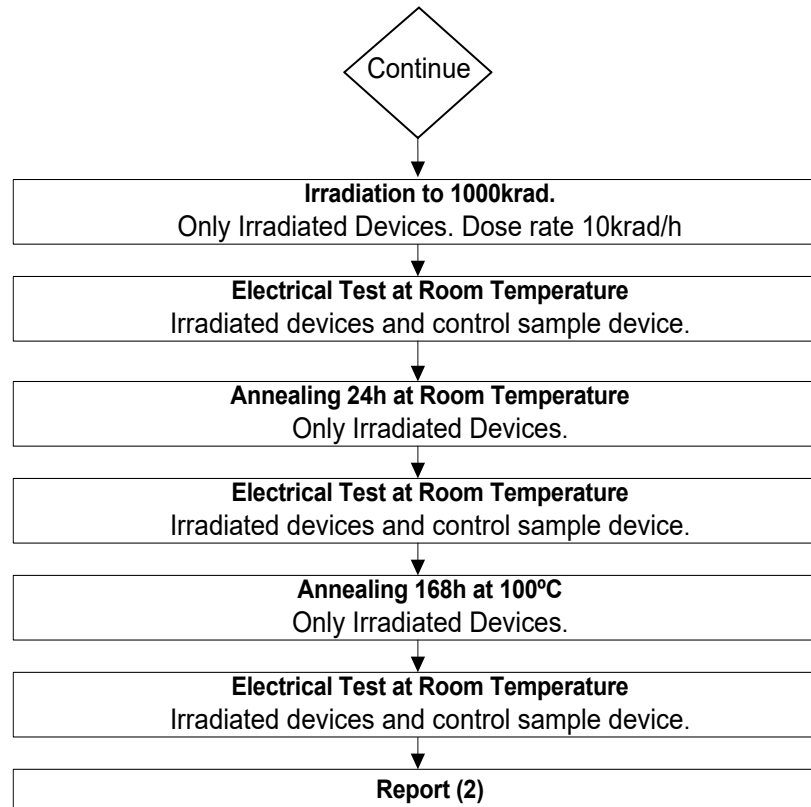 Continue
Irradiation to 1000krad.
Only Irradiated Devices. Dose rate 10krad/h
Electrical Test at Room Temperature
Irradiated devices and control sample device.
Annealing 24h at Room Temperature
Only Irradiated Devices.
Electrical Test at Room Temperature
Irradiated devices and control sample device.
Annealing 168h at 100ºC
Only Irradiated Devices.
Electrical Test at Room Temperature
Irradiated devices and control sample device.
Report (2)